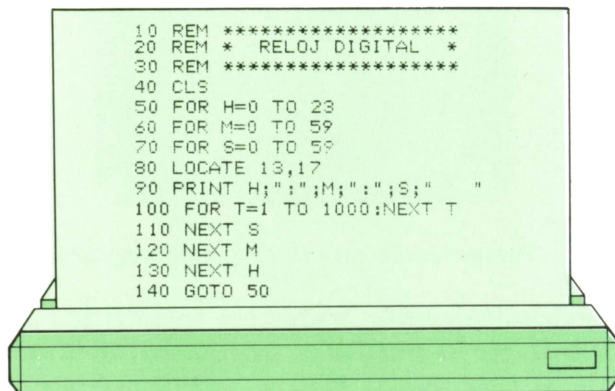 10 REM *******************
20 REM *  RELOJ DIGITAL  *
30 REM *******************
40 CLS
50 FOR H=0 TO 23
60 FOR M=0 TO 59
70 FOR S=0 TO 59
80 LOCATE 13,17
90 PRINT H;":";M;":";S;"   "
100 FOR T=1 TO 1000:NEXT T
110 NEXT S
120 NEXT M
130 NEXT H
140 GOTO 50